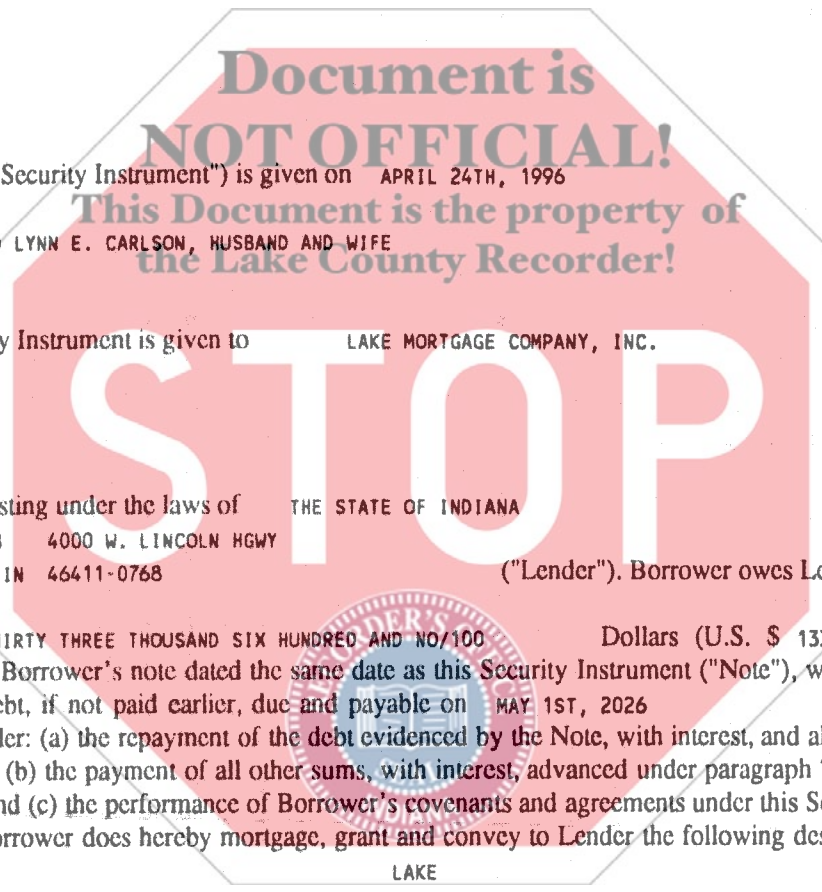 Document is
NOT OFFICIAL!
Security Instrument") is given on APRIL 24TH, 1996
This Document is the property of
LYNN E. CARLSON, HUSBAND AND WIFE
the Lake County Recorder!
Instrument is given to LAKE MORTGAGE COMPANY, INC.
STOP
under the laws of THE STATE OF INDIANA
4000 W. LINCOLN HGWY
IN 46411-0768 ("Lender"). Borrower owes
THIRTY THREE THOUSAND SIX HUNDRED AND NO/100 Dollars (U.S. $ 13
Borrower's note dated the same date as this Security Instrument ("Note"),
if not paid earlier, due and payable on MAY 1ST, 2026
(a) the repayment of the debt evidenced by the Note, with interest, and
(b) the payment of all other sums, with interest, advanced under paragraph
and (c) the performance of Borrower's covenants and agreements under this
Borrower does hereby mortgage, grant and convey to Lender the following
LAKE